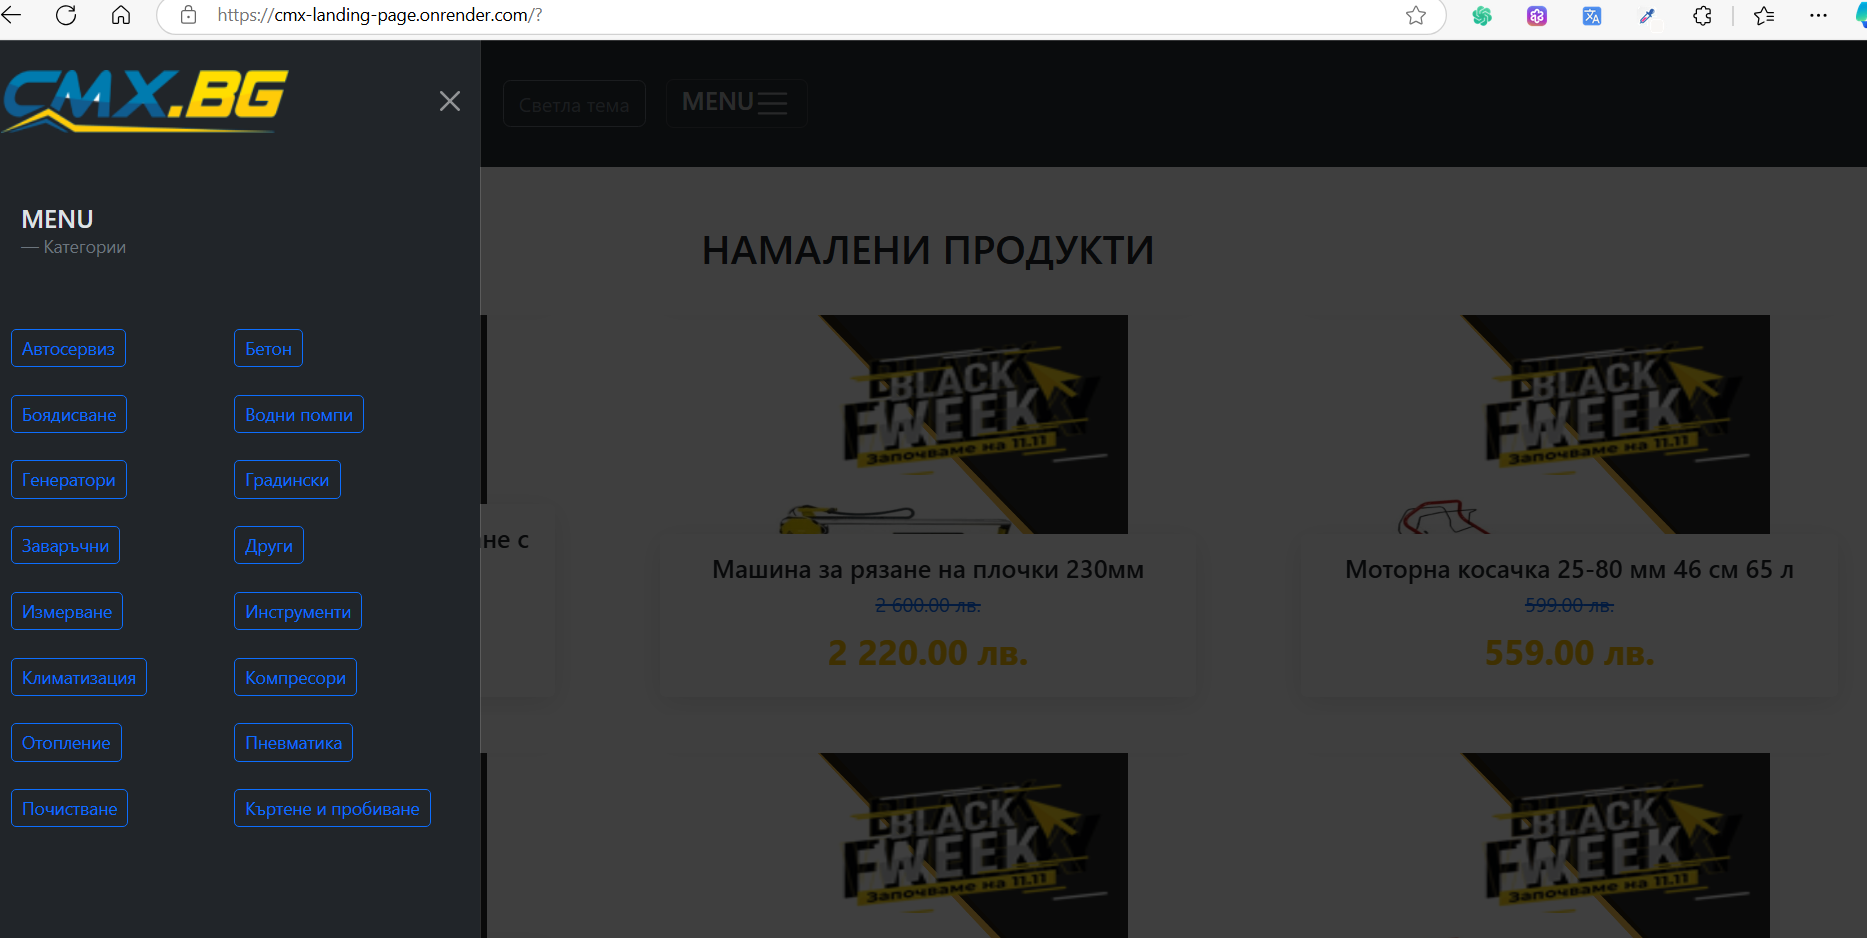 https://cmx-landing-page.onrender.com/?
CMX.BG
Светла тема
MENU
MENU
— Категории
Автосервиз
Бетон
Боядисване
Водни помпи
Генератори
Градински
Заваръчни
Други
Измерване
Инструменти
Климатизация
Компресори
Отопление
Пневматика
Почистване
Къртене и пробиване
НАМАЛЕНИ ПРОДУКТИ
BLACK
WEEK
Започваме на 11.11
BLACK
WEEK
Започваме на 11.11
не с
Машина за рязане на плочки 230мм
2 600.00 лв.
2 220.00 лв.
Моторна косачка 25-80 мм 46 см 65 л
599.00 лв.
559.00 лв.
BLACK
WEEK
Започваме на 11.11
BLACK
WEEK
Започваме на 11.11